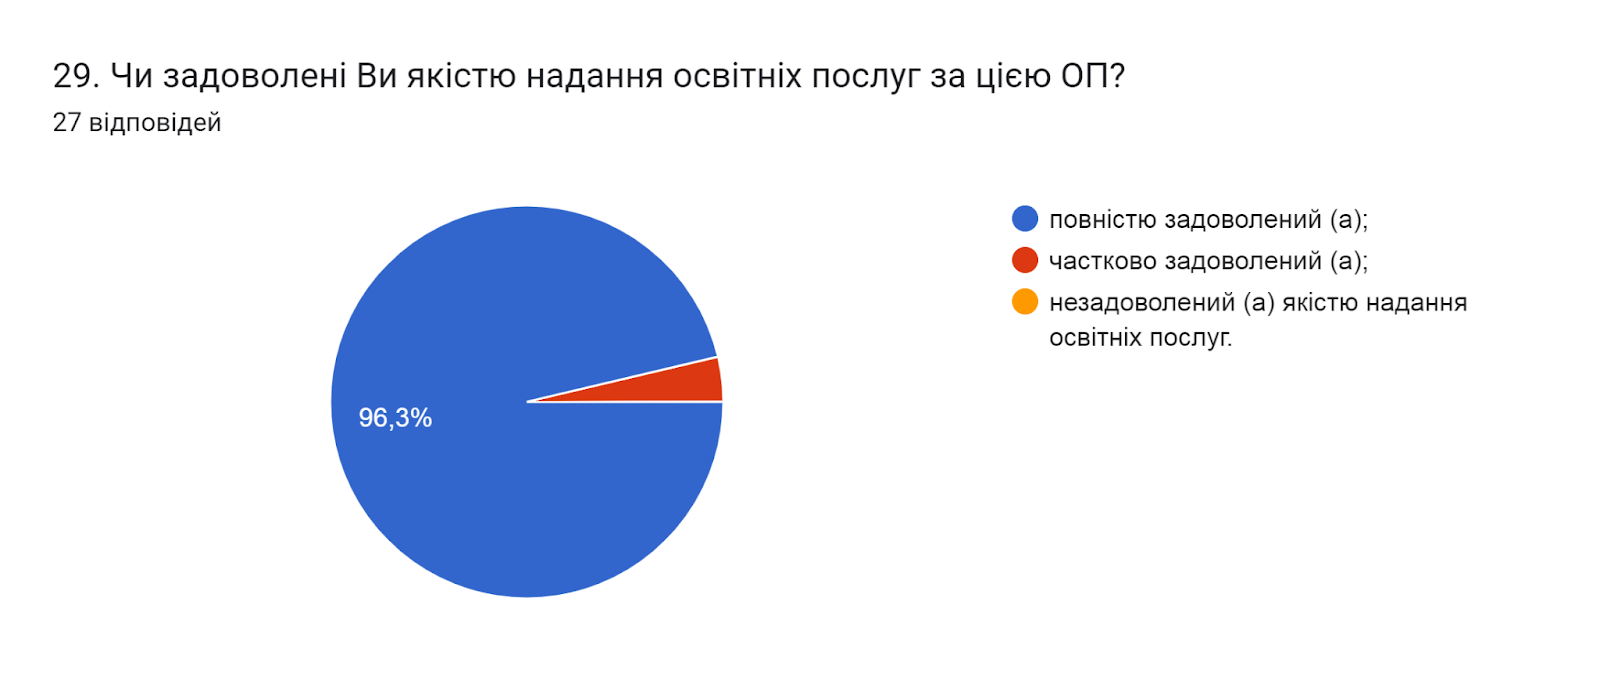 29. Чи задоволені Ви якістю надання освітніх послуг за цією ОП?
27 відповідей
96,3%
повністю задоволений (а);
частково задоволений (а);
незадоволений (а) якістю надання
освітніх послуг.